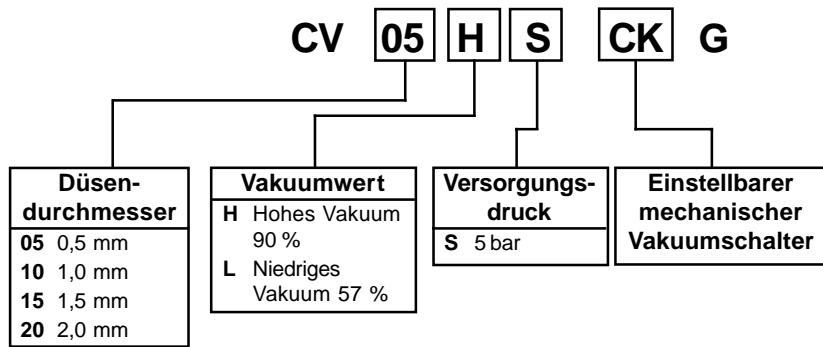 CV 05 H S CK G
Düsen-
durchmesser
05 0,5 mm
10 1,0 mm
15 1,5 mm
20 2,0 mm
Vakuumwert
H Hohes Vakuum
90 %
L Niedriges
Vakuum 57 %
Versorgungs-
druck
S 5 bar
Einstellbarer
mechanischer
Vakuumschalter